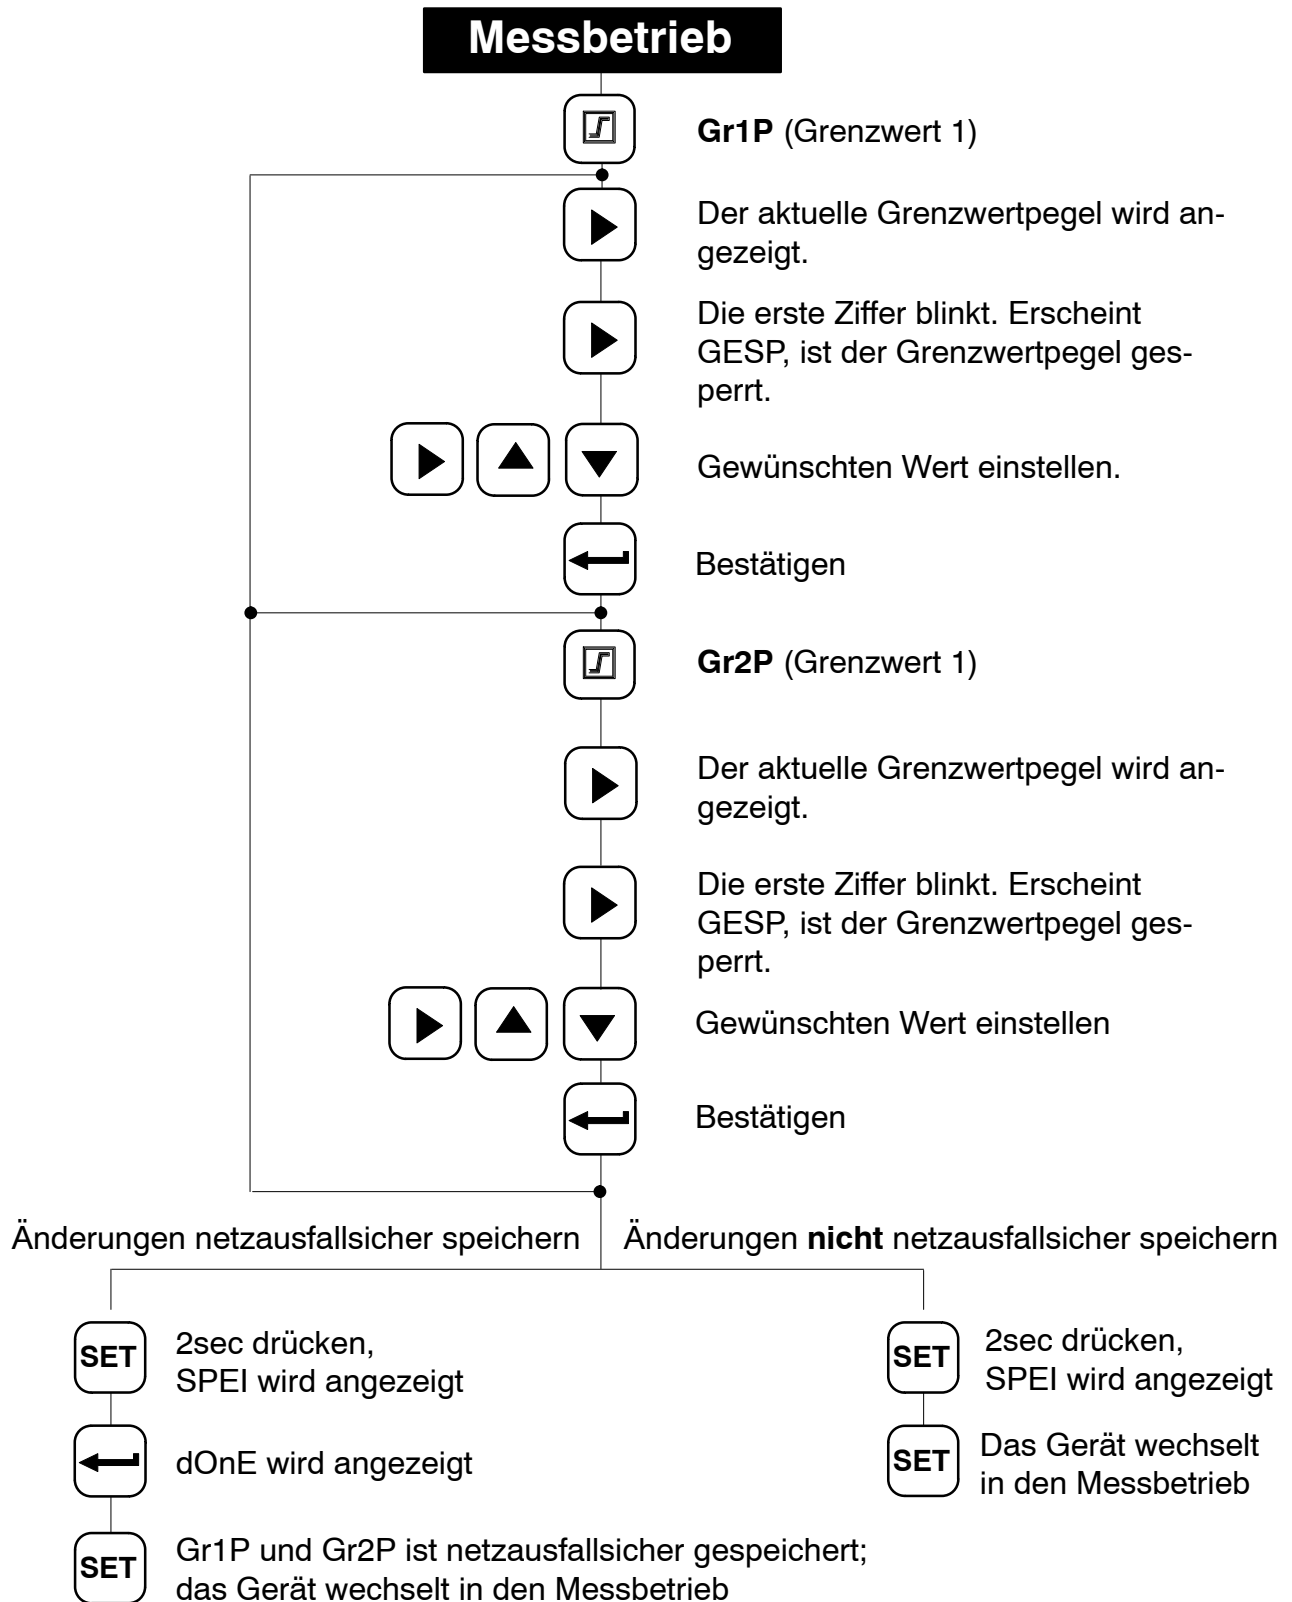 Messbetrieb
Gr1P (Grenzwert 1)
Der aktuelle Grenzwertpegel wird an-
gezeigt.
Die erste Ziffer blinkt. Erscheint
GESP, ist der Grenzwertpegel ges-
perrt.
Gewünschten Wert einstellen.
Bestätigen
Gr2P (Grenzwert 1)
Der aktuelle Grenzwertpegel wird an-
gezeigt.
Die erste Ziffer blinkt. Erscheint
GESP, ist der Grenzwertpegel ges-
perrt.
Gewünschten Wert einstellen
Bestätigen
Änderungen netzausfallsicher speichern
SET
2sec drücken,
SPEI wird angezeigt
dOnE wird angezeigt
SET
Gr1P und Gr2P ist netzausfallsicher gespeichert;
das Gerät wechselt in den Messbetrieb
Änderungen nicht netzausfallsicher speichern
SET
2sec drücken,
SPEI wird angezeigt
SET
Das Gerät wechselt
in den Messbetrieb